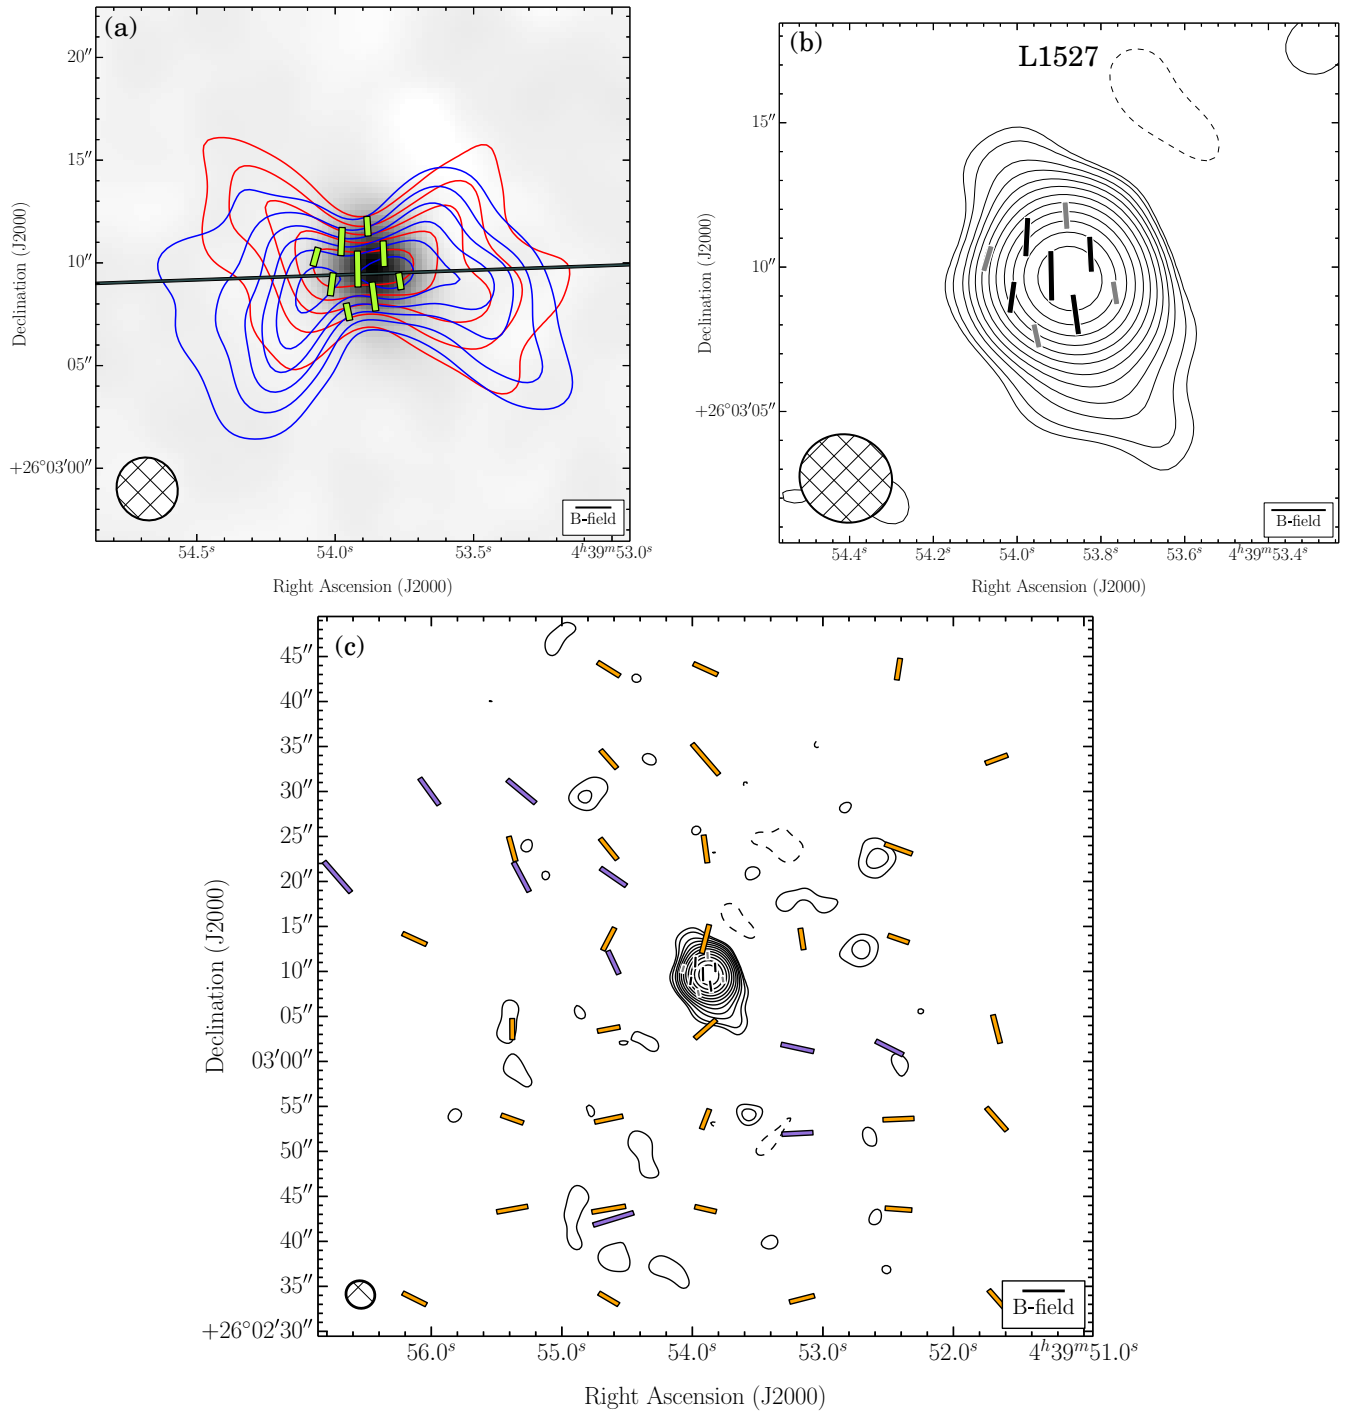 (a)
20″
15″
10″
05″
+26°03′00″
Declination (J2000)
54.5ˢ
54.0ˢ
53.5ˢ
4ʰ39ᵐ53.0ˢ
Right Ascension (J2000)
B-field
(b)
L1527
15″
10″
+26°03′05″
Declination (J2000)
54.4ˢ
54.2ˢ
54.0ˢ
53.8ˢ
53.6ˢ
4ʰ39ᵐ53.4ˢ
Right Ascension (J2000)
B-field
(c)
45″
40″
35″
30″
25″
20″
15″
10″
05″
03′00″
55″
50″
45″
40″
35″
+26°02′30″
Declination (J2000)
56.0ˢ
55.0ˢ
54.0ˢ
53.0ˢ
52.0ˢ
4ʰ39ᵐ51.0ˢ
Right Ascension (J2000)
B-field